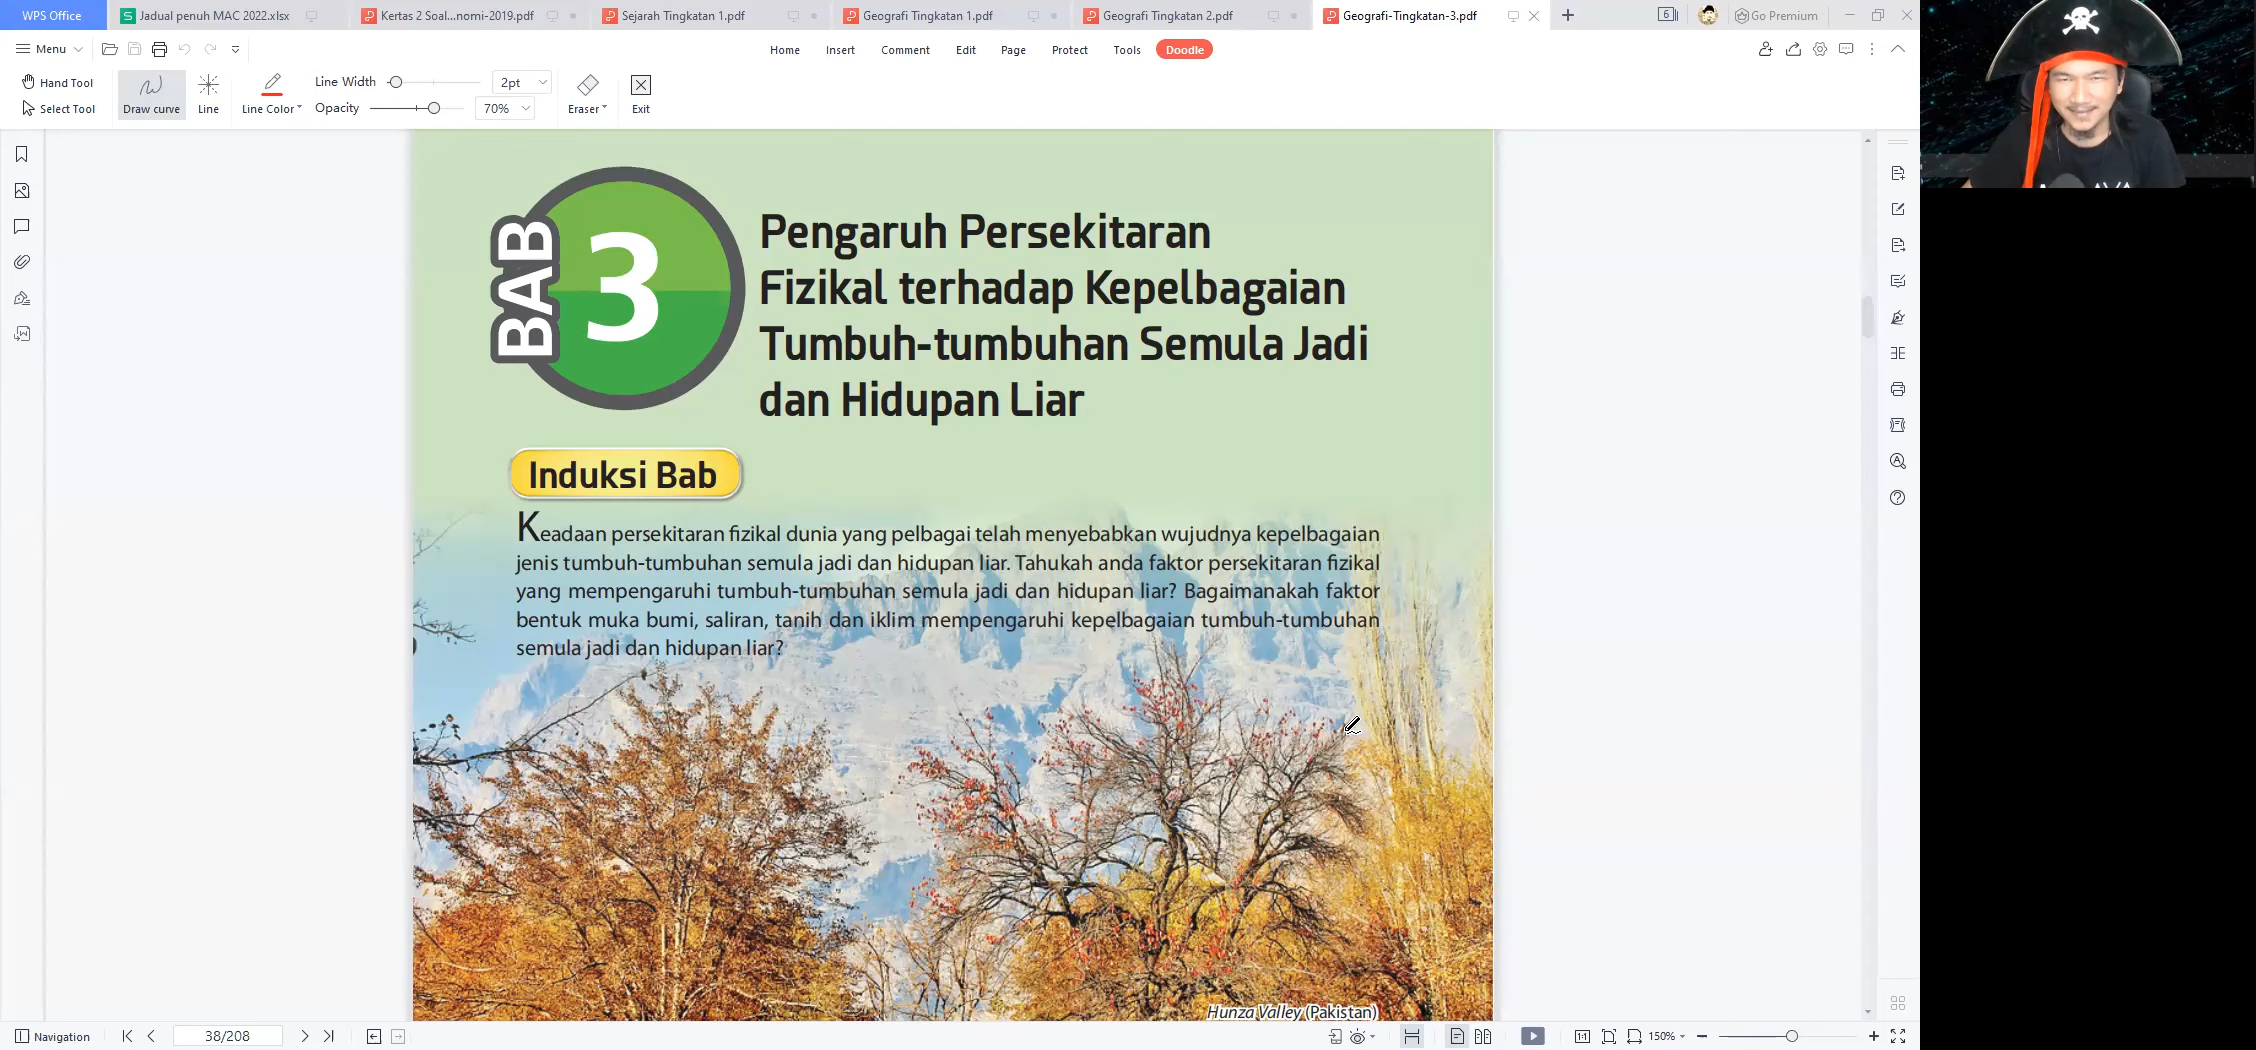 WPS Office
Jadual penuh MAC 2022.xlsx
Kertas 2 Soal...nomi-2019.pdf
Sejarah Tingkatan 1.pdf
Geografi Tingkatan 1.pdf
Geografi Tingkatan 2.pdf
Geografi-Tingkatan-3.pdf
6
Go Premium
Menu
Home
Insert
Comment
Edit
Page
Protect
Tools
Doodle
Hand Tool
Select Tool
Draw curve
Line
Line Color
Line Width
2pt
Opacity
70%
Eraser
Exit
BAB
3
Pengaruh Persekitaran
Fizikal terhadap Kepelbagaian
Tumbuh-tumbuhan Semula Jadi
dan Hidupan Liar
Induksi Bab
Keadaan persekitaran fizikal dunia yang pelbagai telah menyebabkan wujudnya kepelbagaian
jenis tumbuh-tumbuhan semula jadi dan hidupan liar. Tahukah anda faktor persekitaran fizikal
yang mempengaruhi tumbuh-tumbuhan semula jadi dan hidupan liar? Bagaimanakah faktor
bentuk muka bumi, saliran, tanih dan iklim mempengaruhi kepelbagaian tumbuh-tumbuhan
semula jadi dan hidupan liar?
Hunza Valley (Pakistan)
Navigation
38/208
150%